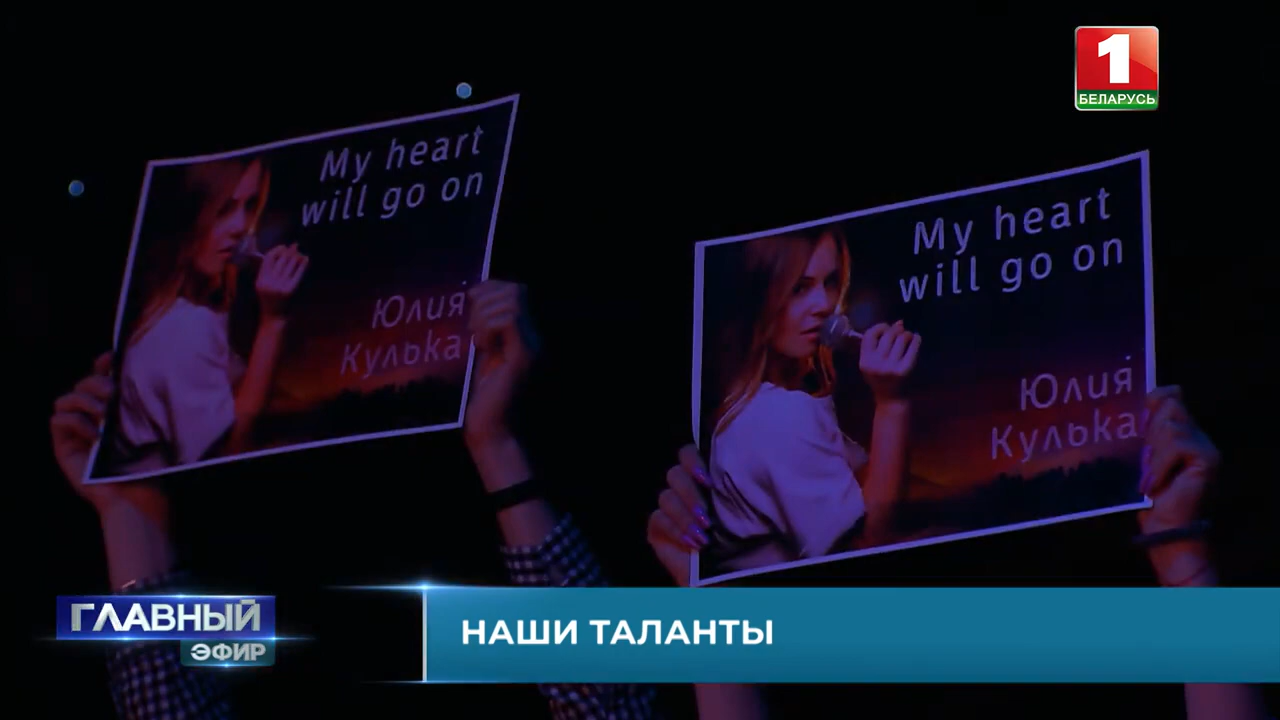 1
БЕЛАРУСЬ
My heart
will go on
Юлия
Кулька
My heart
will go on
Юлия
Кулька
ГЛАВНЫЙ
ЭФИР
НАШИ ТАЛАНТЫ